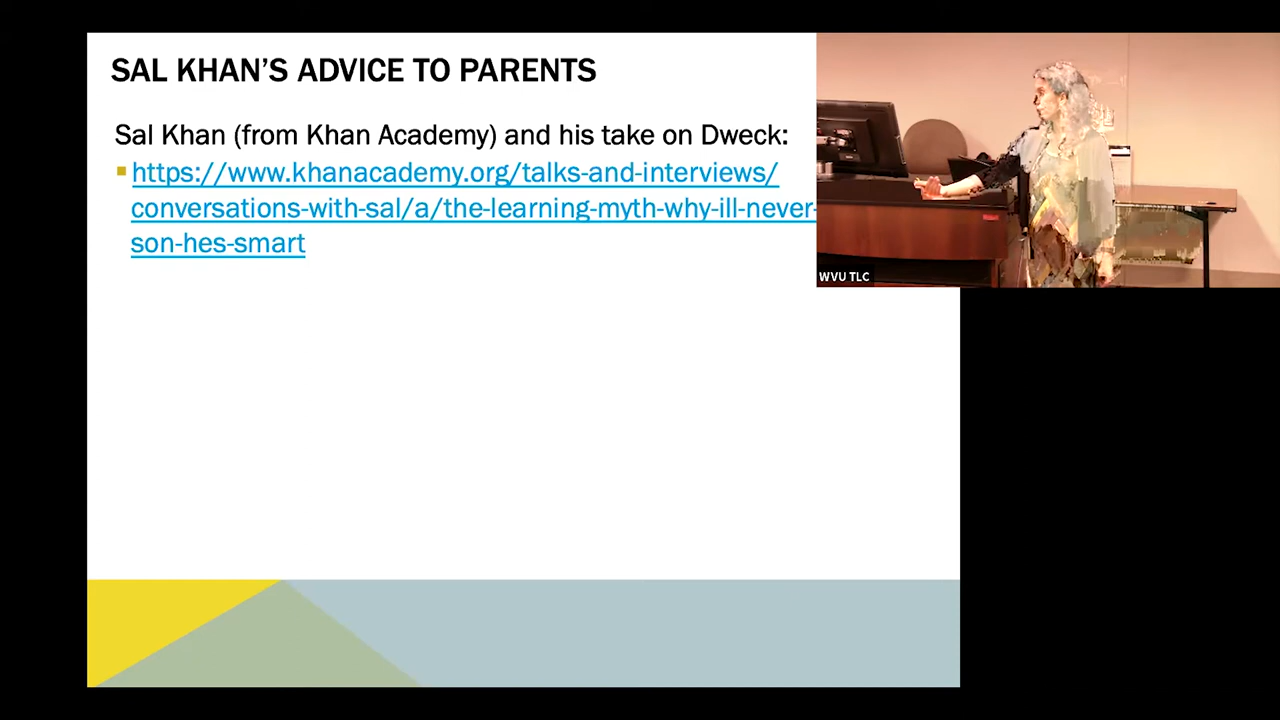 SAL KHAN'S ADVICE TO PARENTS
Sal Khan (from Khan Academy) and his take on Dweck:
https://www.khanacademy.org/talks-and-interviews/
conversations-with-sal/a/the-learning-myth-why-ill-never-
son-hes-smart
WVU TLC